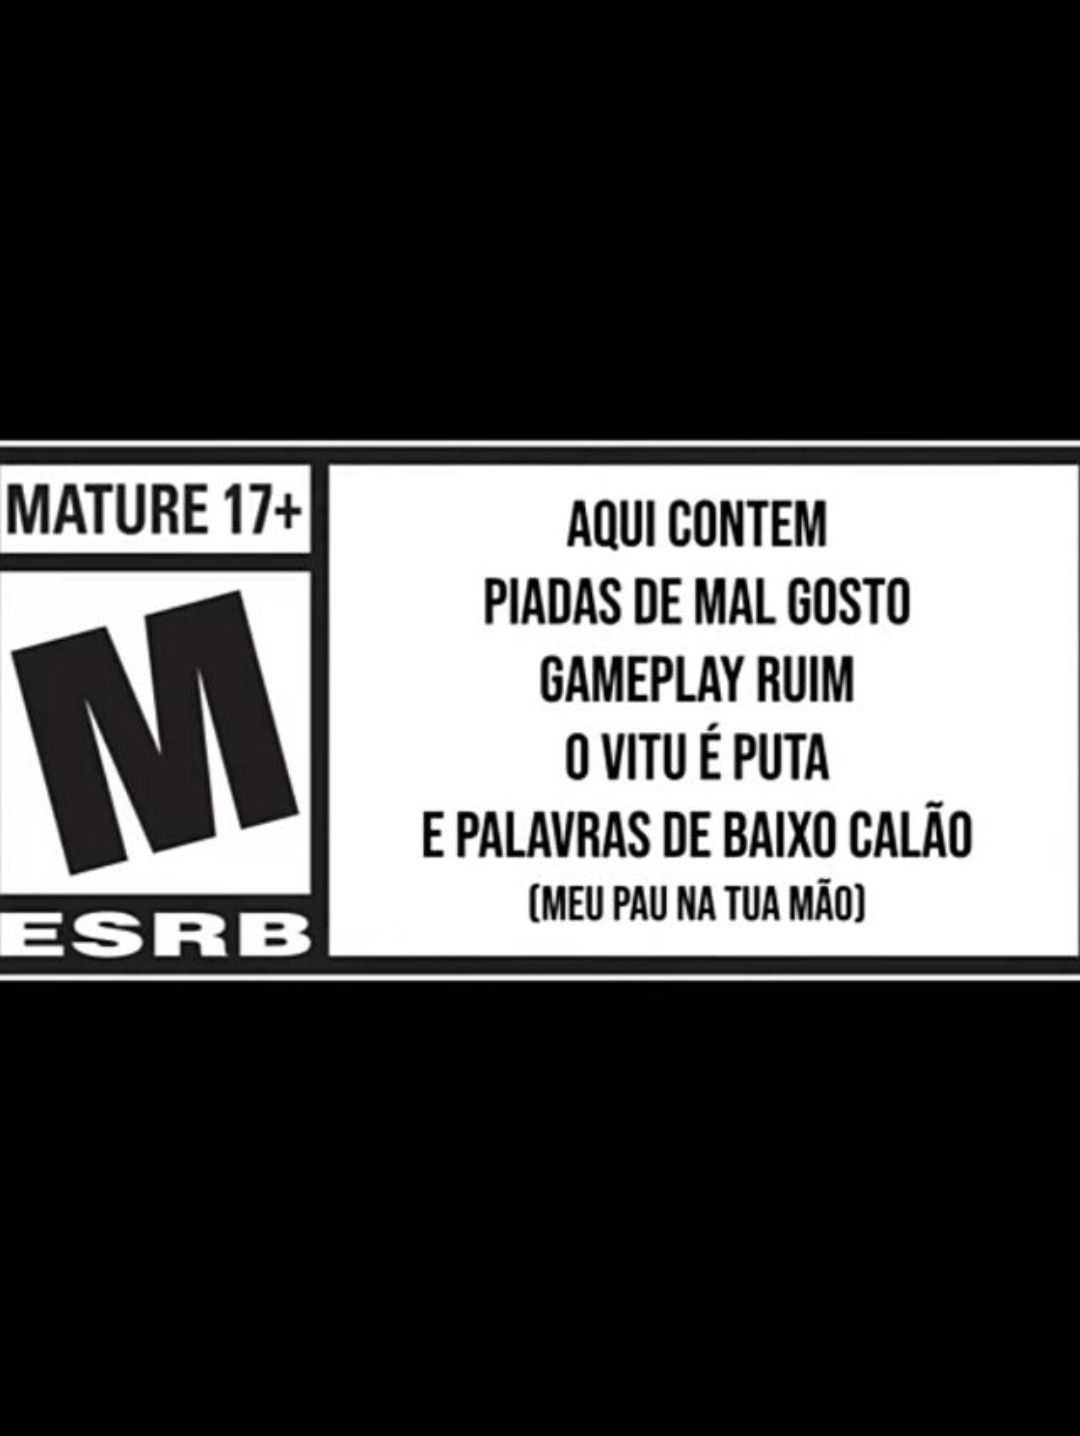 MATURE 17+
M
ESRB
AQUI CONTEM
PIADAS DE MAL GOSTO
GAMEPLAY RUIM
O VITU É PUTA
E PALAVRAS DE BAIXO CALÃO
(MEU PAU NA TUA MÃO)